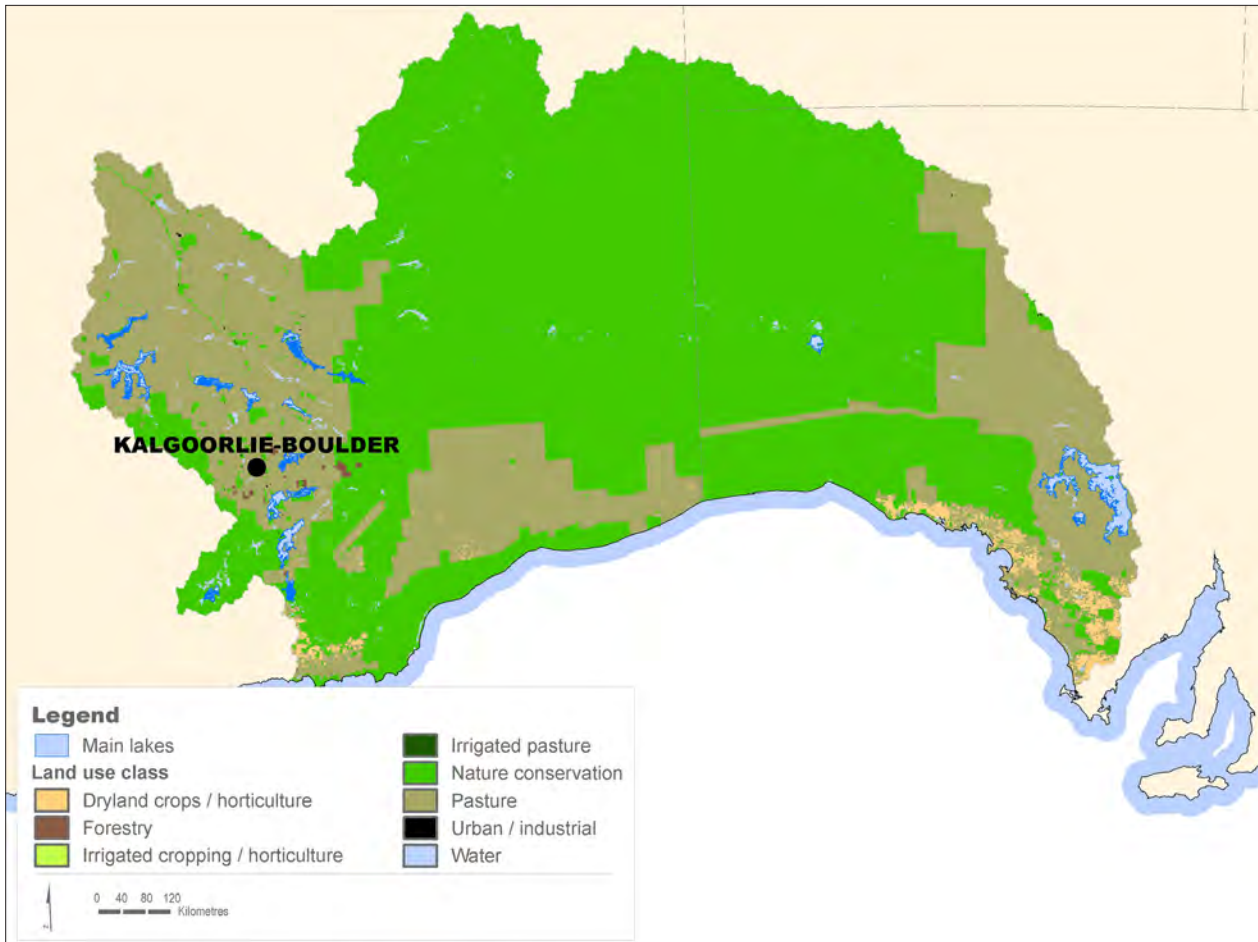 KALGOORLIE-BOULDER
Legend
Main lakes
Land use class
Dryland crops / horticulture
Forestry
Irrigated cropping / horticulture
Irrigated pasture
Nature conservation
Pasture
Urban / industrial
Water
0 40 80 120
Kilometres